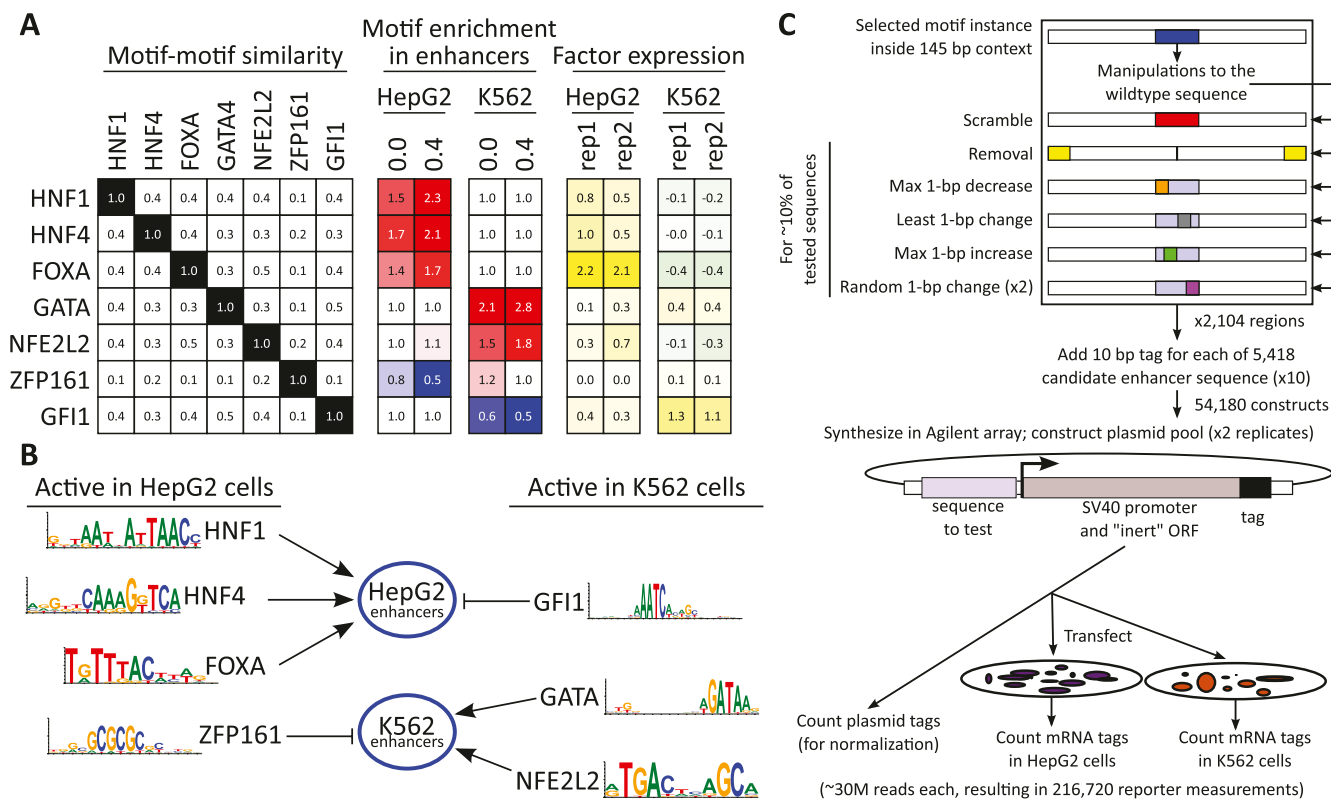 A
Motif-motif similarity
Motif enrichment
in enhancers
Factor expression
HepG2 K562 HepG2 K562
HNF1 HNF4 FOXA GATA4 NFE2L2 ZFP161 GFI1 0.0 0.4 0.0 0.4 rep1 rep2 rep1 rep2
HNF1 1.0 0.4 0.4 0.4 0.4 0.1 0.4 1.5 2.3 1.0 1.0 0.8 0.5 -0.1 -0.2
HNF4 0.4 1.0 0.4 0.3 0.3 0.2 0.3 1.7 2.1 1.0 1.0 1.0 0.5 -0.0 -0.1
FOXA 0.4 0.4 1.0 0.3 0.5 0.1 0.4 1.4 1.7 1.0 1.0 2.2 2.1 -0.4 -0.4
GATA 0.4 0.3 0.3 1.0 0.3 0.1 0.5 1.0 1.0 2.1 2.8 0.1 0.3 0.4 0.4
NFE2L2 0.4 0.3 0.5 0.3 1.0 0.2 0.4 1.0 1.1 1.5 1.8 0.3 0.7 -0.1 -0.3
ZFP161 0.1 0.2 0.1 0.1 0.2 1.0 0.1 0.8 0.5 1.2 1.0 0.0 0.0 0.1 0.1
GFI1 0.4 0.3 0.4 0.5 0.4 0.1 1.0 1.0 1.0 0.6 0.5 0.4 0.3 1.3 1.1
B
Active in HepG2 cells
Active in K562 cells
HNF1
HNF4
FOXA
ZFP161
HepG2
enhancers
K562
enhancers
GFI1
GATA
NFE2L2
C
Selected motif instance
inside 145 bp context
Manipulations to the
wildtype sequence
Scramble
For ~10% of
tested sequences
Removal
Max 1-bp decrease
Least 1-bp change
Max 1-bp increase
Random 1-bp change (x2)
x2,104 regions
Add 10 bp tag for each of 5,418
candidate enhancer sequence (x10)
54,180 constructs
Synthesize in Agilent array; construct plasmid pool (x2 replicates)
sequence
to test
SV40 promoter
and "inert" ORF
tag
Transfect
Count plasmid tags
(for normalization)
Count mRNA tags
in HepG2 cells
Count mRNA tags
in K562 cells
(~30M reads each, resulting in 216,720 reporter measurements)